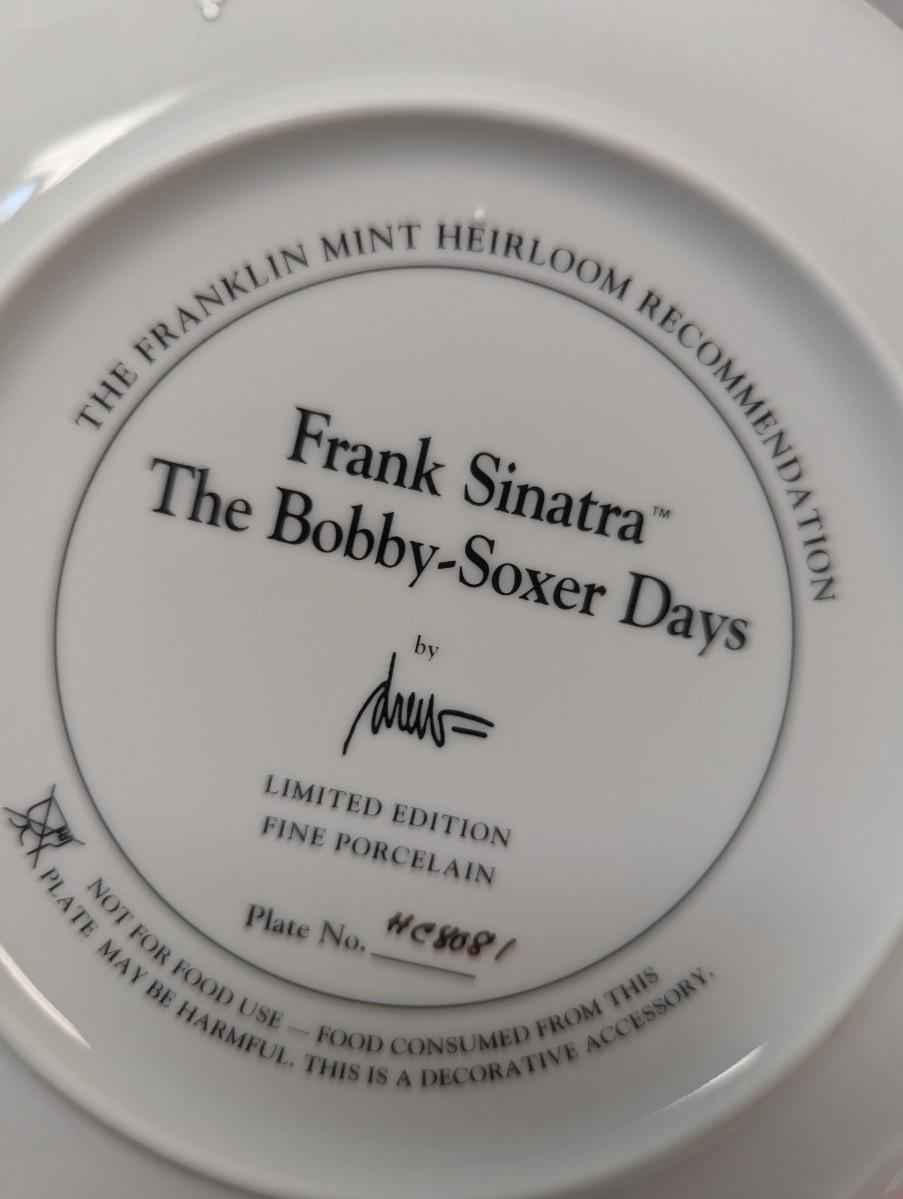 THE FRANKLIN MINT HEIRLOOM RECOMMENDATION
Frank Sinatra™
The Bobby-Soxer Days
by
drew
LIMITED EDITION
FINE PORCELAIN
Plate No. HC8081
NOT FOR FOOD USE — FOOD CONSUMED FROM THIS
PLATE MAY BE HARMFUL. THIS IS A DECORATIVE ACCESSORY.